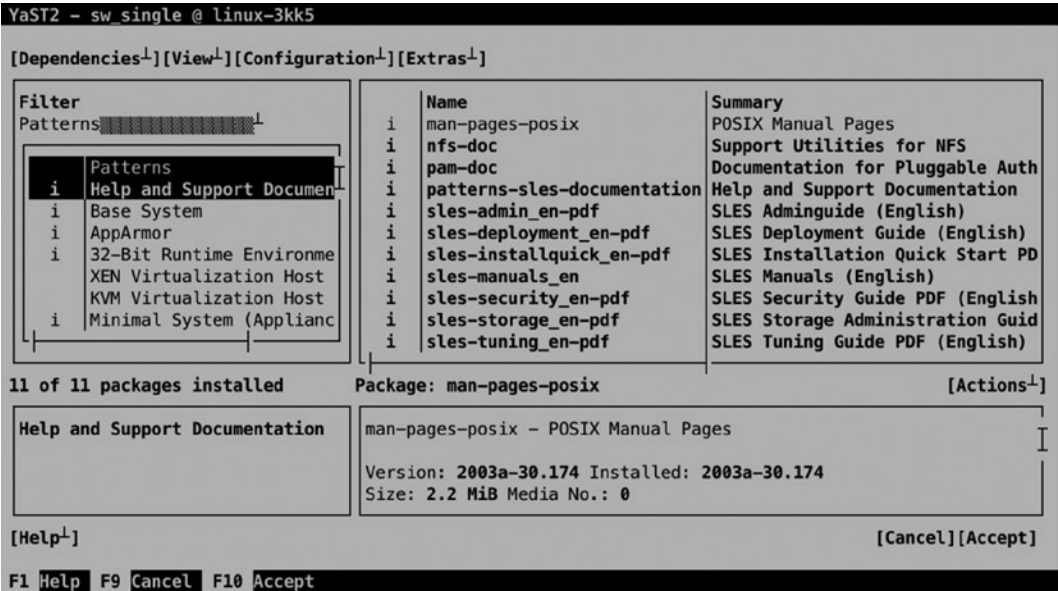 YaST2 - sw_single @ linux-3kk5
[Dependencies┴][View┴][Configuration┴][Extras┴]
Filter
Patterns
Patterns
i Help and Support Documen
i Base System
i AppArmor
i 32-Bit Runtime Environme
XEN Virtualization Host
KVM Virtualization Host
i Minimal System (Applianc
Name Summary
i man-pages-posix POSIX Manual Pages
i nfs-doc Support Utilities for NFS
i pam-doc Documentation for Pluggable Auth
i patterns-sles-documentation Help and Support Documentation
i sles-admin_en-pdf SLES Adminguide (English)
i sles-deployment_en-pdf SLES Deployment Guide (English)
i sles-installquick_en-pdf SLES Installation Quick Start PD
i sles-manuals_en SLES Manuals (English)
i sles-security_en-pdf SLES Security Guide PDF (English
i sles-storage_en-pdf SLES Storage Administration Guid
i sles-tuning_en-pdf SLES Tuning Guide PDF (English)
11 of 11 packages installed
Package: man-pages-posix [Actions┴]
Help and Support Documentation
man-pages-posix - POSIX Manual Pages
Version: 2003a-30.174 Installed: 2003a-30.174
Size: 2.2 MiB Media No.: 0
[Help┴] [Cancel][Accept]
F1 Help F9 Cancel F10 Accept